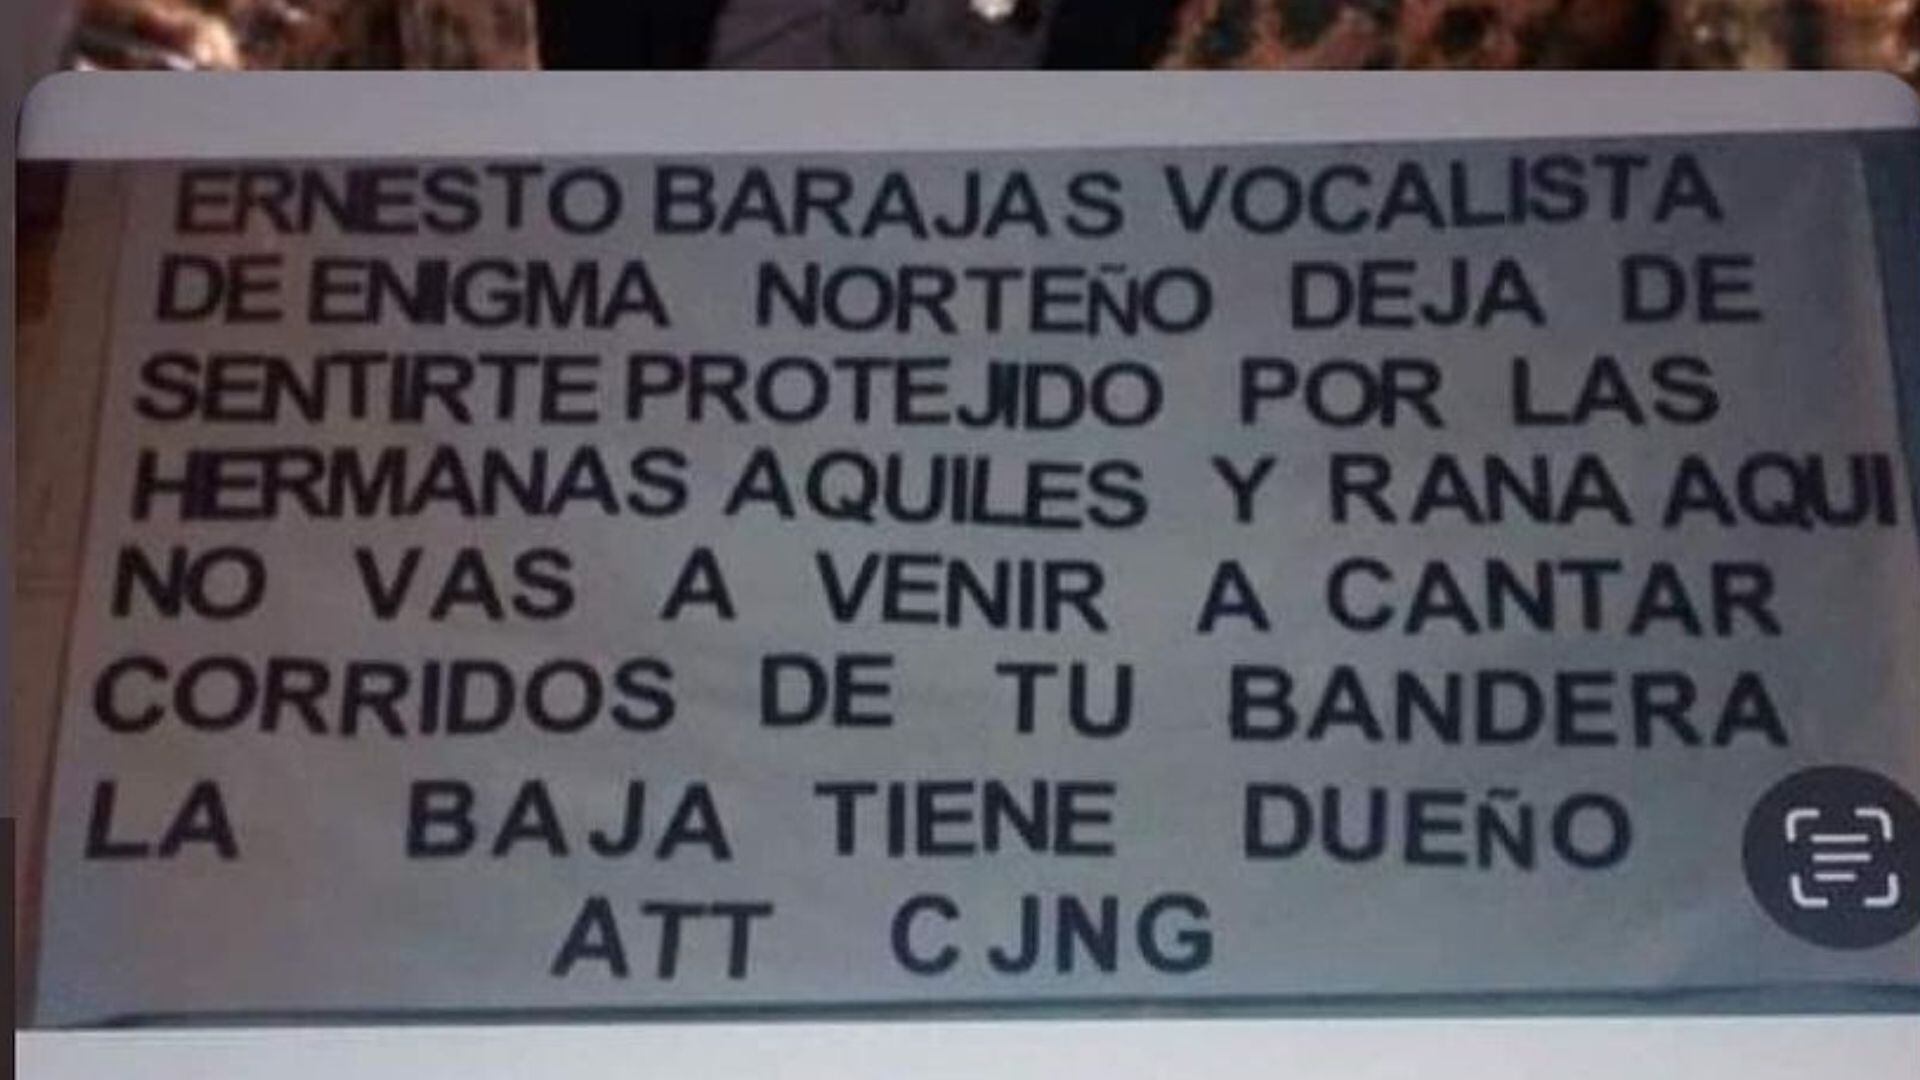 ERNESTO BARAJAS VOCALISTA
DE ENIGMA NORTEÑO DEJA DE
SENTIRTE PROTEJIDO POR LAS
HERMANAS AQUILES Y RANA AQUI
NO VAS A VENIR A CANTAR
CORRIDOS DE TU BANDERA
LA BAJA TIENE DUEÑO
ATT CJNG